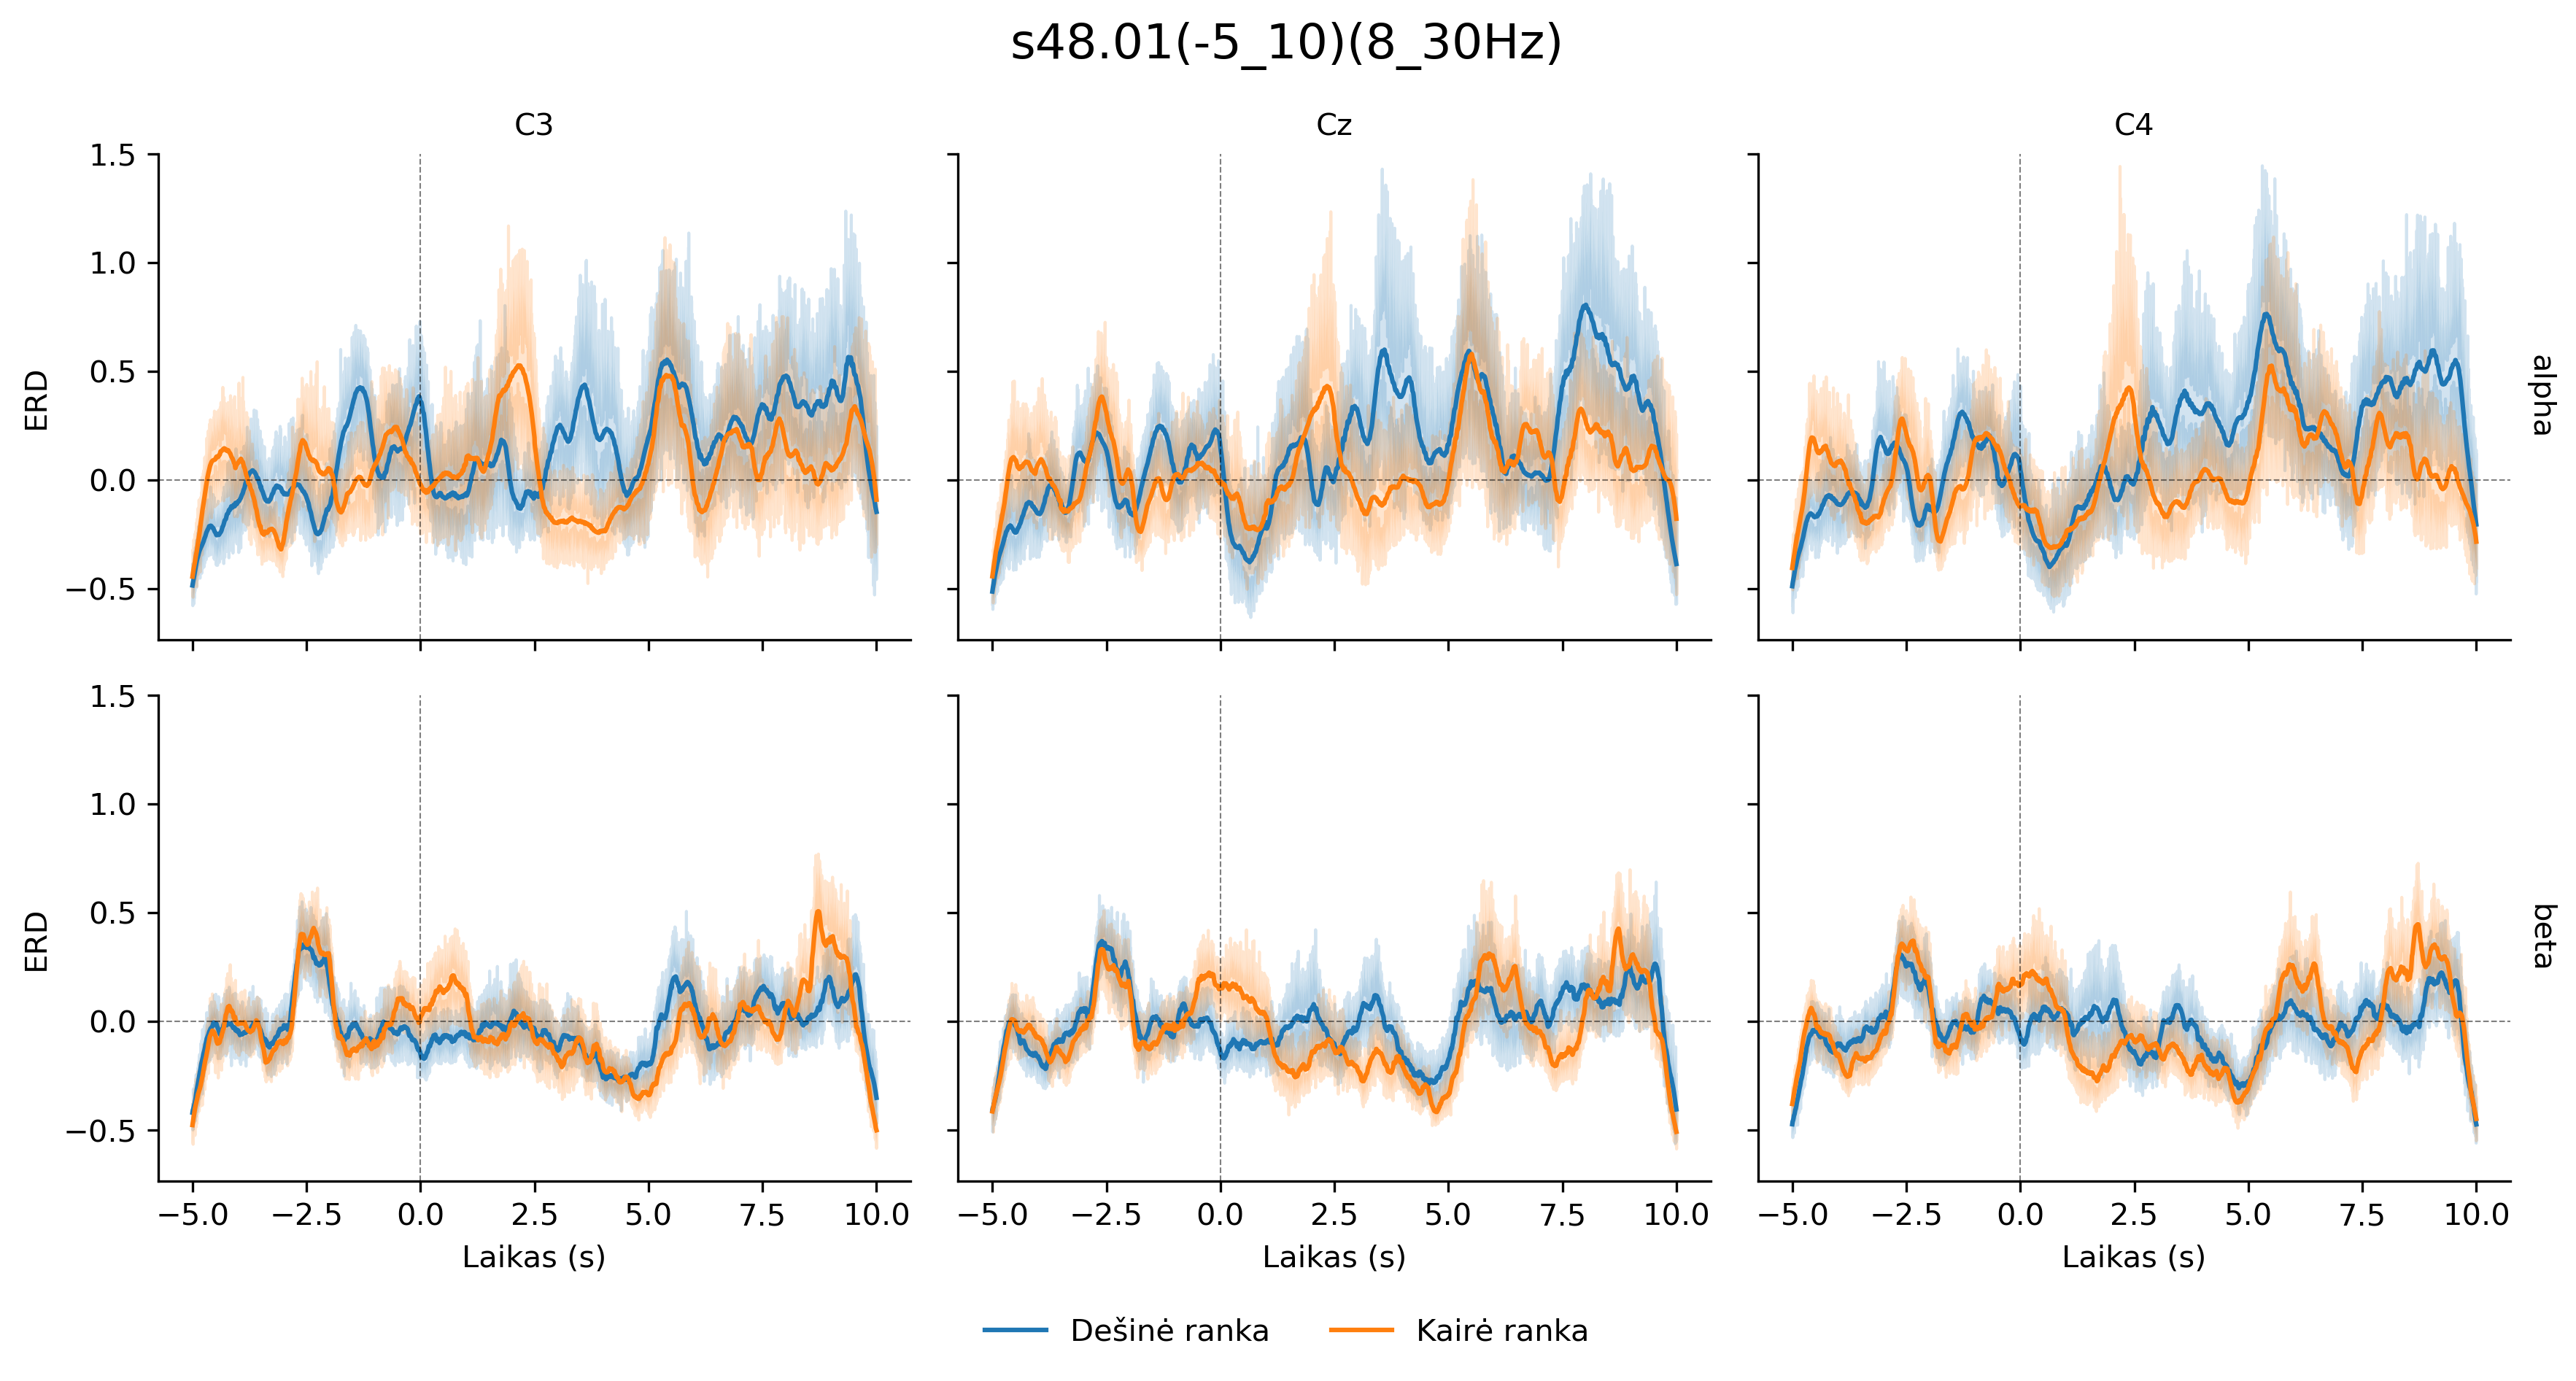 s48.01(-5_10)(8_30Hz)
C3 Cz C4
1.5
1.0
0.5
0.0
−0.5
ERD
alpha
1.5
1.0
0.5
0.0
−0.5
ERD
beta
−5.0 −2.5 0.0 2.5 5.0 7.5 10.0 −5.0 −2.5 0.0 2.5 5.0 7.5 10.0 −5.0 −2.5 0.0 2.5 5.0 7.5 10.0
Laikas (s) Laikas (s) Laikas (s)
Dešinė ranka Kairė ranka